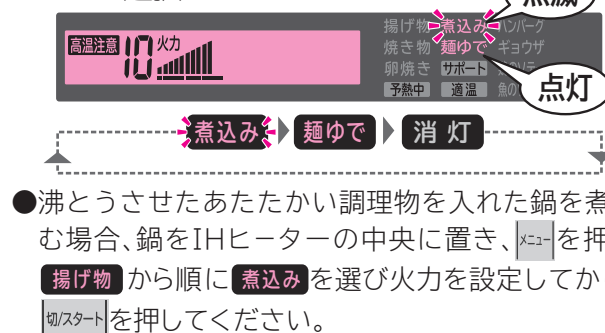 揚げ物 煮込み ハンバーグ
高温注意 10 火力 焼き物 麺ゆで ギョウザ
卵焼き サポート
予熱中 適温
点灯
煮込み 麺ゆで 消灯
●沸とうさせたあたたかい調理物を入れた鍋を煮
む場合、鍋をIHヒーターの中央に置き、メニューを押
揚げ物 から順に 煮込み を選び火力を設定してか
切/スタート を押してください。